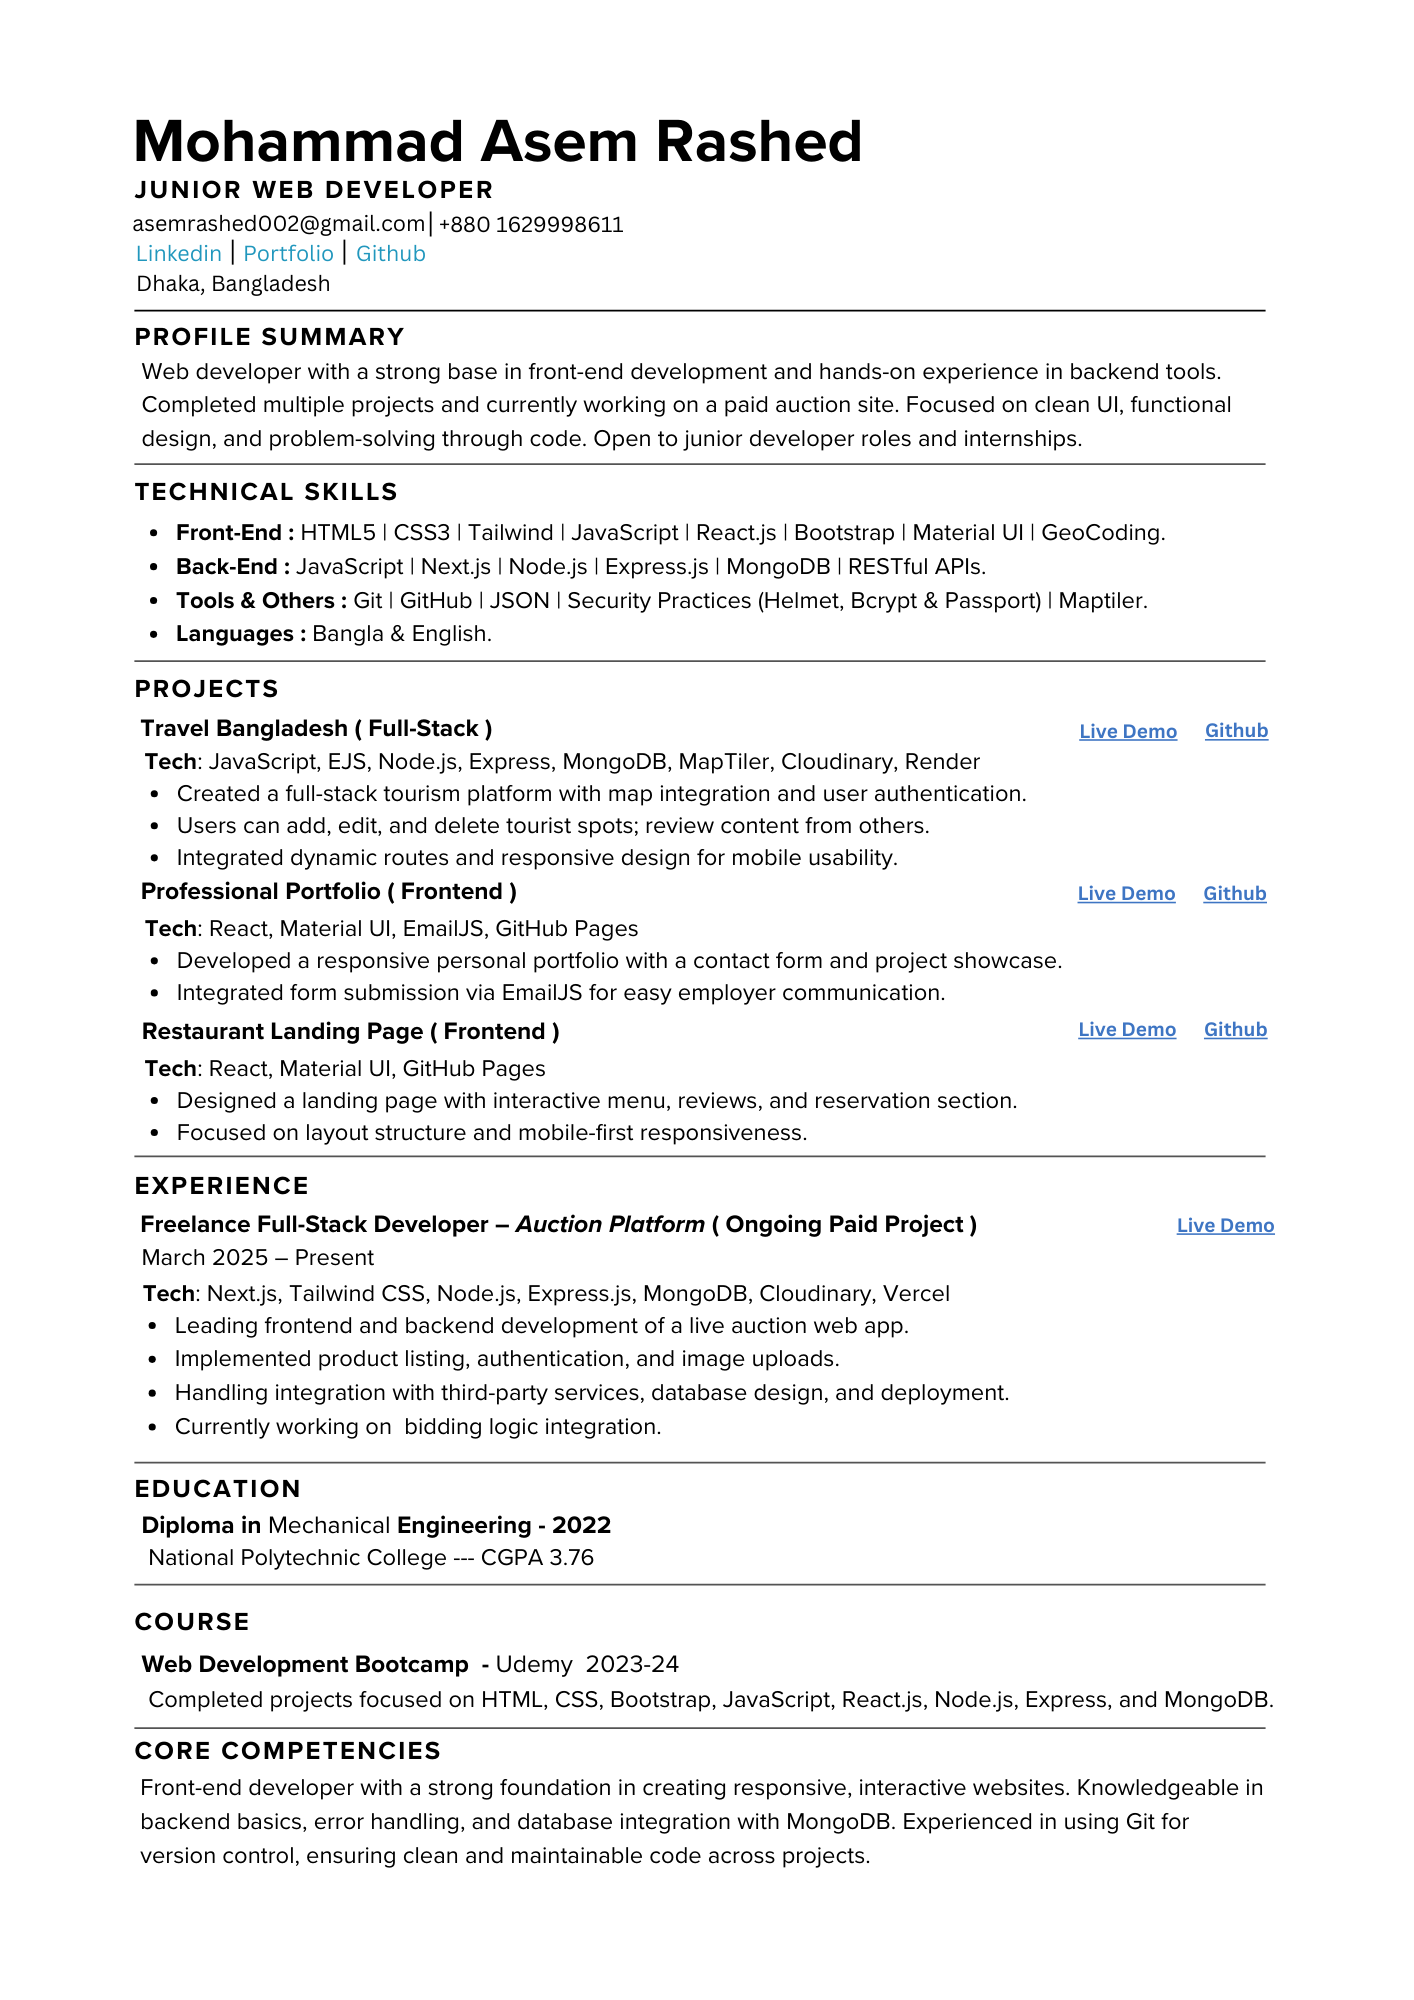 Mohammad Asem Rashed
JUNIOR WEB DEVELOPER
asemrashed002@gmail.com | +880 1629998611
Linkedin | Portfolio | Github
Dhaka, Bangladesh
PROFILE SUMMARY
Web developer with a strong base in front-end development and hands-on experience in backend tools.
Completed multiple projects and currently working on a paid auction site. Focused on clean UI, functional
design, and problem-solving through code. Open to junior developer roles and internships.
TECHNICAL SKILLS
• Front-End : HTML5 | CSS3 | Tailwind | JavaScript | React.js | Bootstrap | Material UI | GeoCoding.
• Back-End : JavaScript | Next.js | Node.js | Express.js | MongoDB | RESTful APIs.
• Tools & Others : Git | GitHub | JSON | Security Practices (Helmet, Bcrypt & Passport) | Maptiler.
• Languages : Bangla & English.
PROJECTS
Travel Bangladesh ( Full-Stack ) Live Demo Github
Tech: JavaScript, EJS, Node.js, Express, MongoDB, MapTiler, Cloudinary, Render
• Created a full-stack tourism platform with map integration and user authentication.
• Users can add, edit, and delete tourist spots; review content from others.
• Integrated dynamic routes and responsive design for mobile usability.
Professional Portfolio ( Frontend ) Live Demo Github
Tech: React, Material UI, EmailJS, GitHub Pages
• Developed a responsive personal portfolio with a contact form and project showcase.
• Integrated form submission via EmailJS for easy employer communication.
Restaurant Landing Page ( Frontend ) Live Demo Github
Tech: React, Material UI, GitHub Pages
• Designed a landing page with interactive menu, reviews, and reservation section.
• Focused on layout structure and mobile-first responsiveness.
EXPERIENCE
Freelance Full-Stack Developer – Auction Platform ( Ongoing Paid Project ) Live Demo
March 2025 – Present
Tech: Next.js, Tailwind CSS, Node.js, Express.js, MongoDB, Cloudinary, Vercel
• Leading frontend and backend development of a live auction web app.
• Implemented product listing, authentication, and image uploads.
• Handling integration with third-party services, database design, and deployment.
• Currently working on bidding logic integration.
EDUCATION
Diploma in Mechanical Engineering - 2022
National Polytechnic College --- CGPA 3.76
COURSE
Web Development Bootcamp - Udemy 2023-24
Completed projects focused on HTML, CSS, Bootstrap, JavaScript, React.js, Node.js, Express, and MongoDB.
CORE COMPETENCIES
Front-end developer with a strong foundation in creating responsive, interactive websites. Knowledgeable in
backend basics, error handling, and database integration with MongoDB. Experienced in using Git for
version control, ensuring clean and maintainable code across projects.